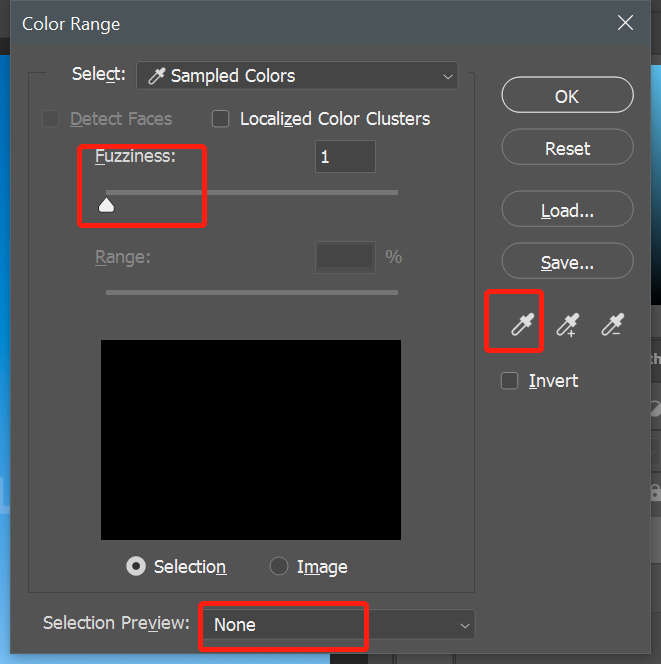 Color Range
Select: Sampled Colors
OK
Detect Faces Localized Color Clusters
Reset
Fuzziness: 1
Load...
Range: %
Save...
Invert
Selection Image
Selection Preview: None